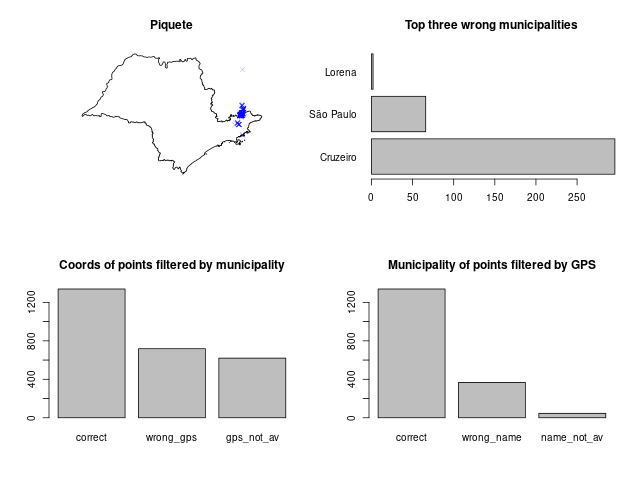 Piquete
Top three wrong municipalities
Lorena
São Paulo
Cruzeiro
0 50 100 150 200 250
Coords of points filtered by municipality
1200
800
400
0
correct wrong_gps gps_not_av
Municipality of points filtered by GPS
1200
800
400
0
correct wrong_name name_not_av